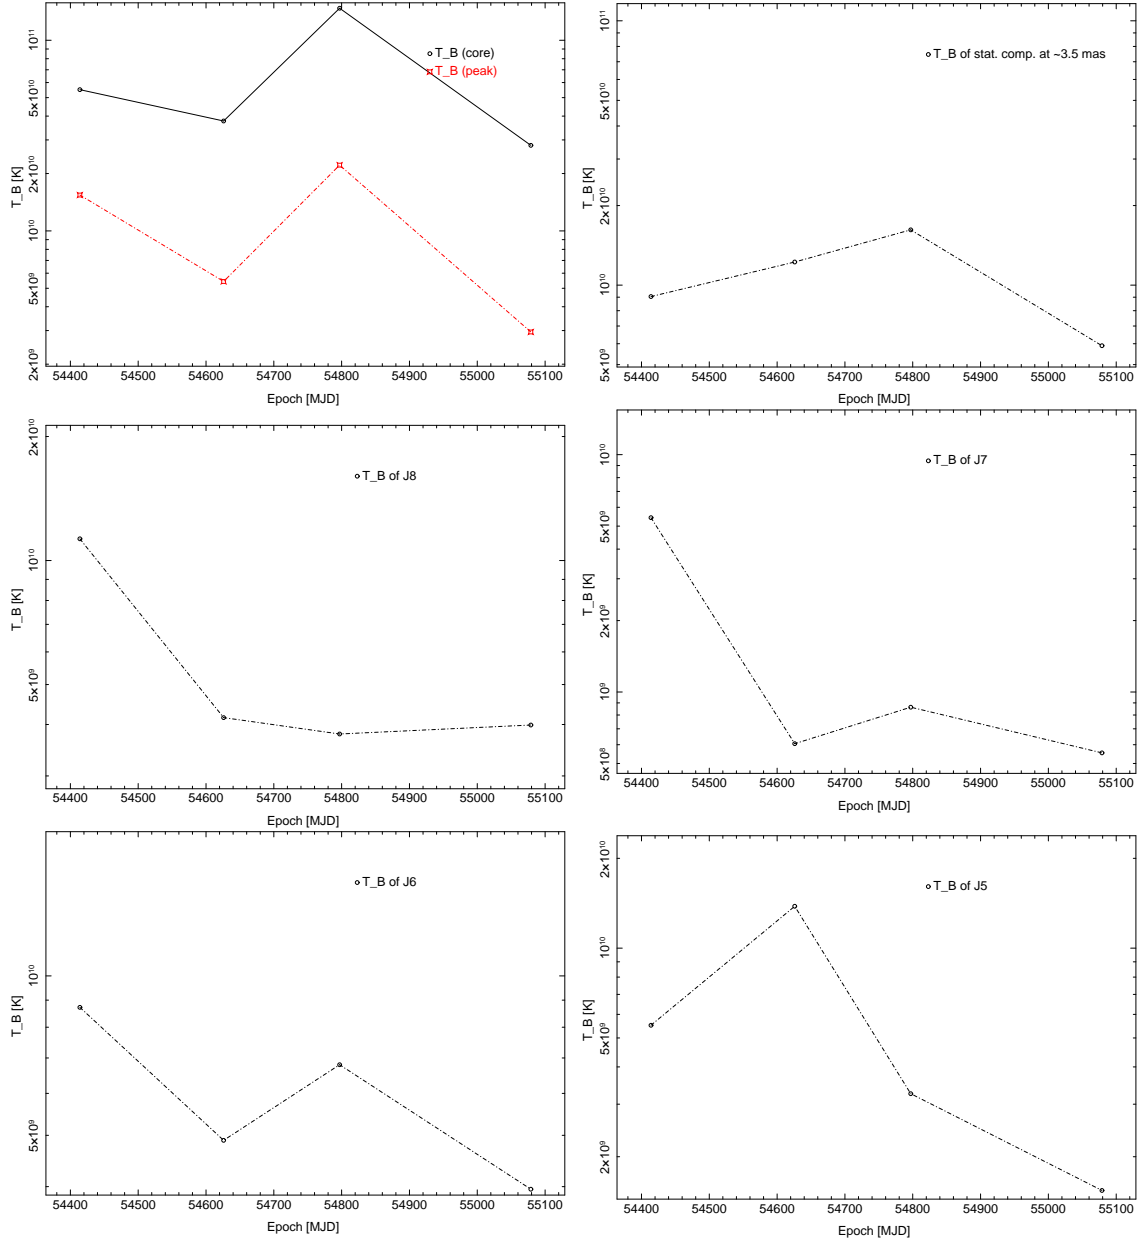 T_B (core)
T_B (peak)
10¹¹
5×10¹⁰
2×10¹⁰
10¹⁰
5×10⁹
2×10⁹
T_B [K]
54400 54500 54600 54700 54800 54900 55000 55100
Epoch [MJD]
T_B of stat. comp. at ~3.5 mas
10¹¹
5×10¹⁰
2×10¹⁰
10¹⁰
5×10⁹
T_B [K]
54400 54500 54600 54700 54800 54900 55000 55100
Epoch [MJD]
T_B of J8
2×10¹⁰
10¹⁰
5×10⁹
T_B [K]
54400 54500 54600 54700 54800 54900 55000 55100
Epoch [MJD]
T_B of J7
10¹⁰
5×10⁹
2×10⁹
10⁹
5×10⁸
T_B [K]
54400 54500 54600 54700 54800 54900 55000 55100
Epoch [MJD]
T_B of J6
10¹⁰
5×10⁹
T_B [K]
54400 54500 54600 54700 54800 54900 55000 55100
Epoch [MJD]
T_B of J5
2×10¹⁰
10¹⁰
5×10⁹
2×10⁹
T_B [K]
54400 54500 54600 54700 54800 54900 55000 55100
Epoch [MJD]